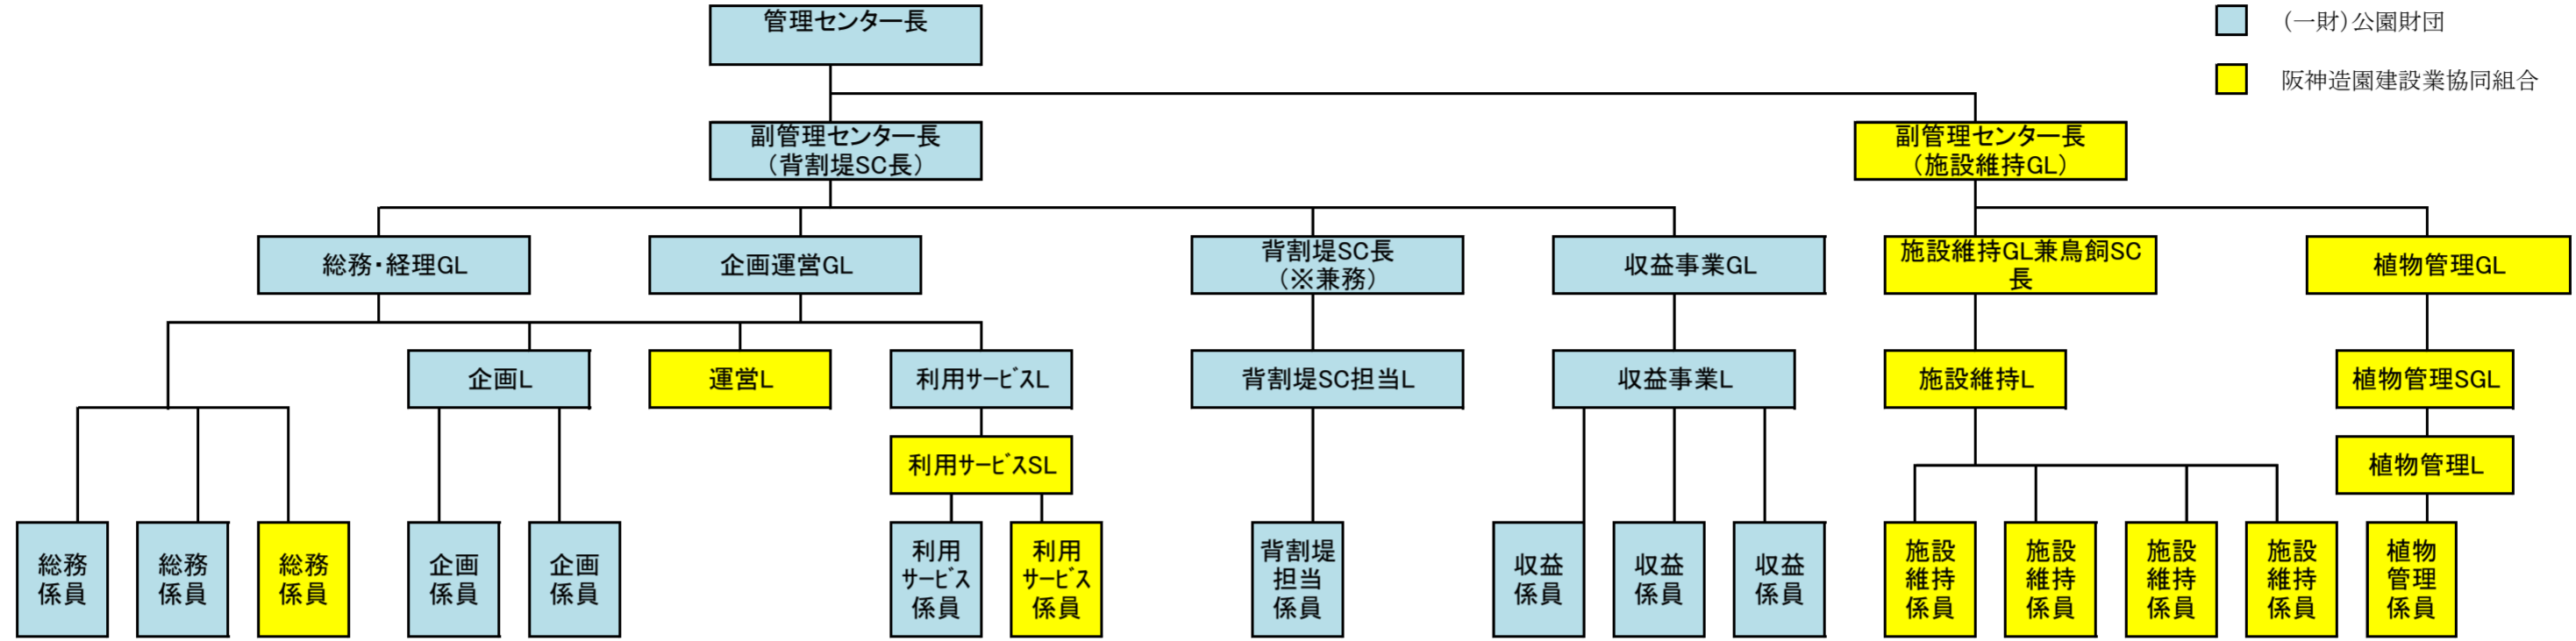 管理センター長
(一財)公園財団
阪神造園建設業協同組合
副管理センター長
(背割堤SC長)
副管理センター長
(施設維持GL)
総務・経理GL
企画運営GL
背割堤SC長
(※兼務)
収益事業GL
施設維持GL兼鳥飼SC
長
植物管理GL
企画L
運営L
利用ｻｰﾋﾞｽL
背割堤SC担当L
収益事業L
施設維持L
植物管理SGL
利用ｻｰﾋﾞｽSL
植物管理L
総務
係員
総務
係員
総務
係員
企画
係員
企画
係員
利用
ｻｰﾋﾞｽ
係員
利用
ｻｰﾋﾞｽ
係員
背割堤
担当
係員
収益
係員
収益
係員
収益
係員
施設
維持
係員
施設
維持
係員
施設
維持
係員
施設
維持
係員
植物
管理
係員